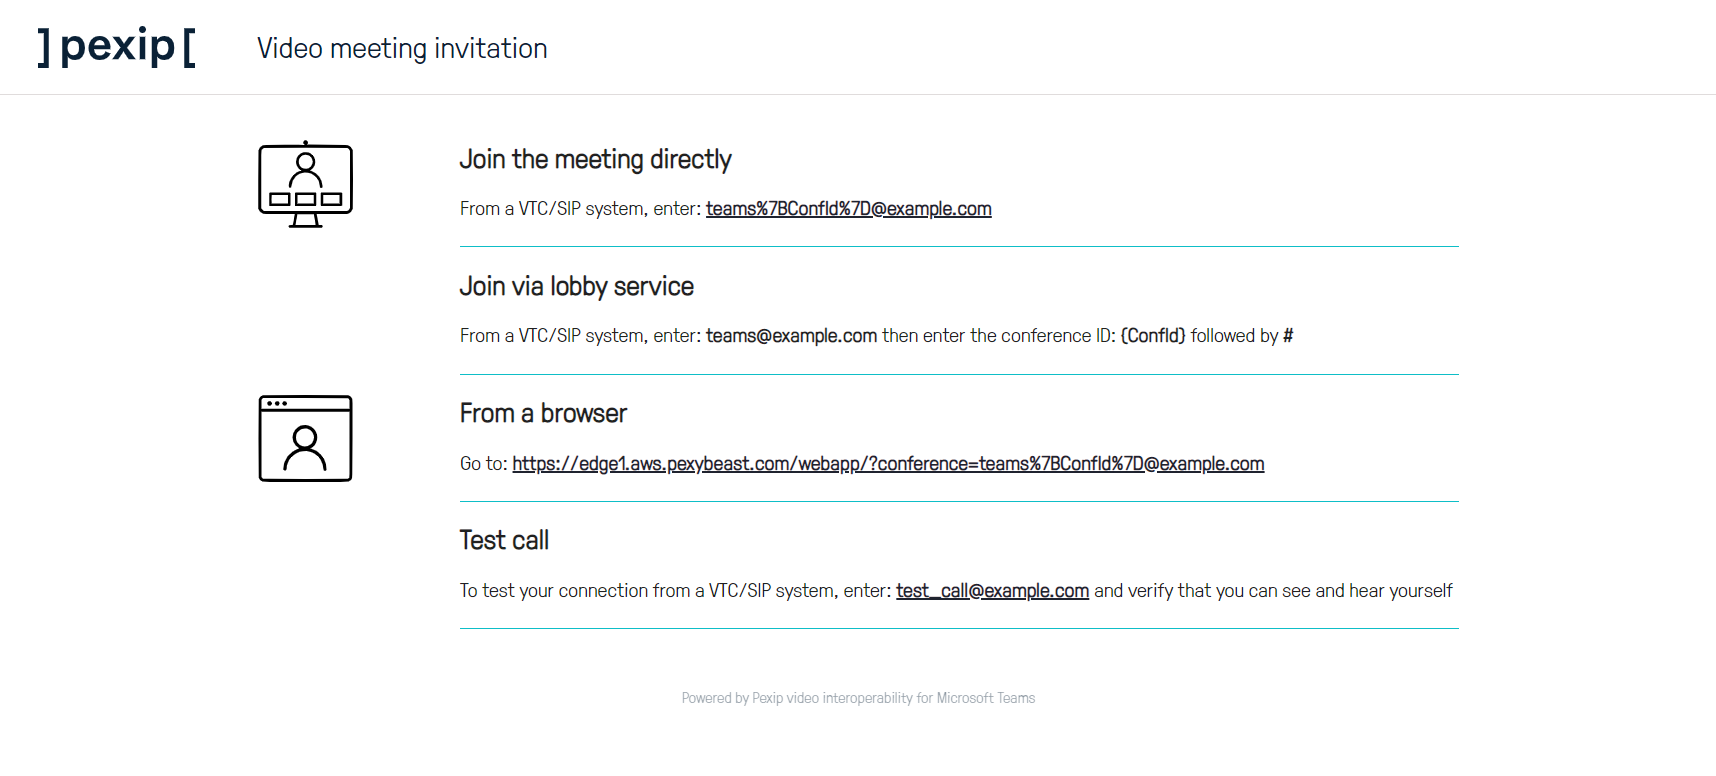 ]pexip[ Video meeting invitation
Join the meeting directly
From a VTC/SIP system, enter: teams%7BConfId%7D@example.com
Join via lobby service
From a VTC/SIP system, enter: teams@example.com then enter the conference ID: {ConfId} followed by #
From a browser
Go to: https://edge1.aws.pexybeast.com/webapp/?conference=teams%7BConfId%7D@example.com
Test call
To test your connection from a VTC/SIP system, enter: test_call@example.com and verify that you can see and hear yourself
Powered by Pexip video interoperability for Microsoft Teams